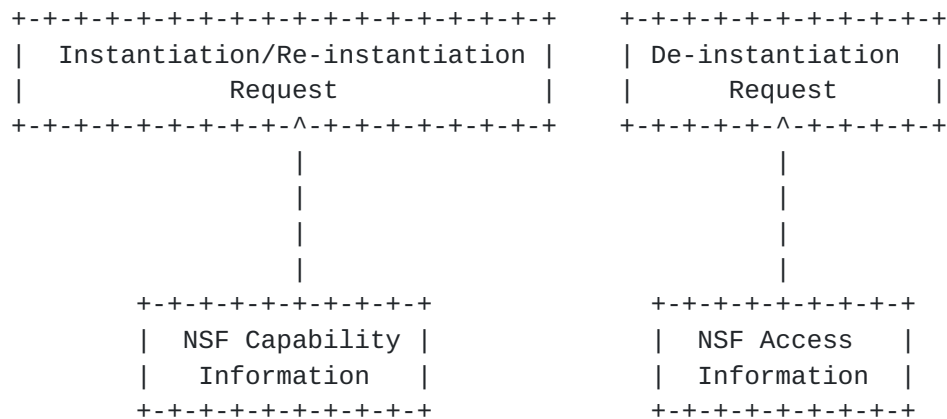 +-+-+-+-+-+-+-+-+-+-+-+-+-+-+-+-+-+    +-+-+-+-+-+-+-+-+-+-+
|  Instantiation/Re-instantiation |    | De-instantiation  |
|             Request             |    |      Request      |
+-+-+-+-+-+-+-+-+-^-+-+-+-+-+-+-+-+    +-+-+-+-+-^-+-+-+-+-+
                  |                              |
                  |                              |
                  |                              |
                  |                              |
        +-+-+-+-+-+-+-+-+-+              +-+-+-+-+-+-+-+-+
        |  NSF Capability |              |  NSF Access   |
        |   Information   |              |  Information  |
        +-+-+-+-+-+-+-+-+-+              +-+-+-+-+-+-+-+-+